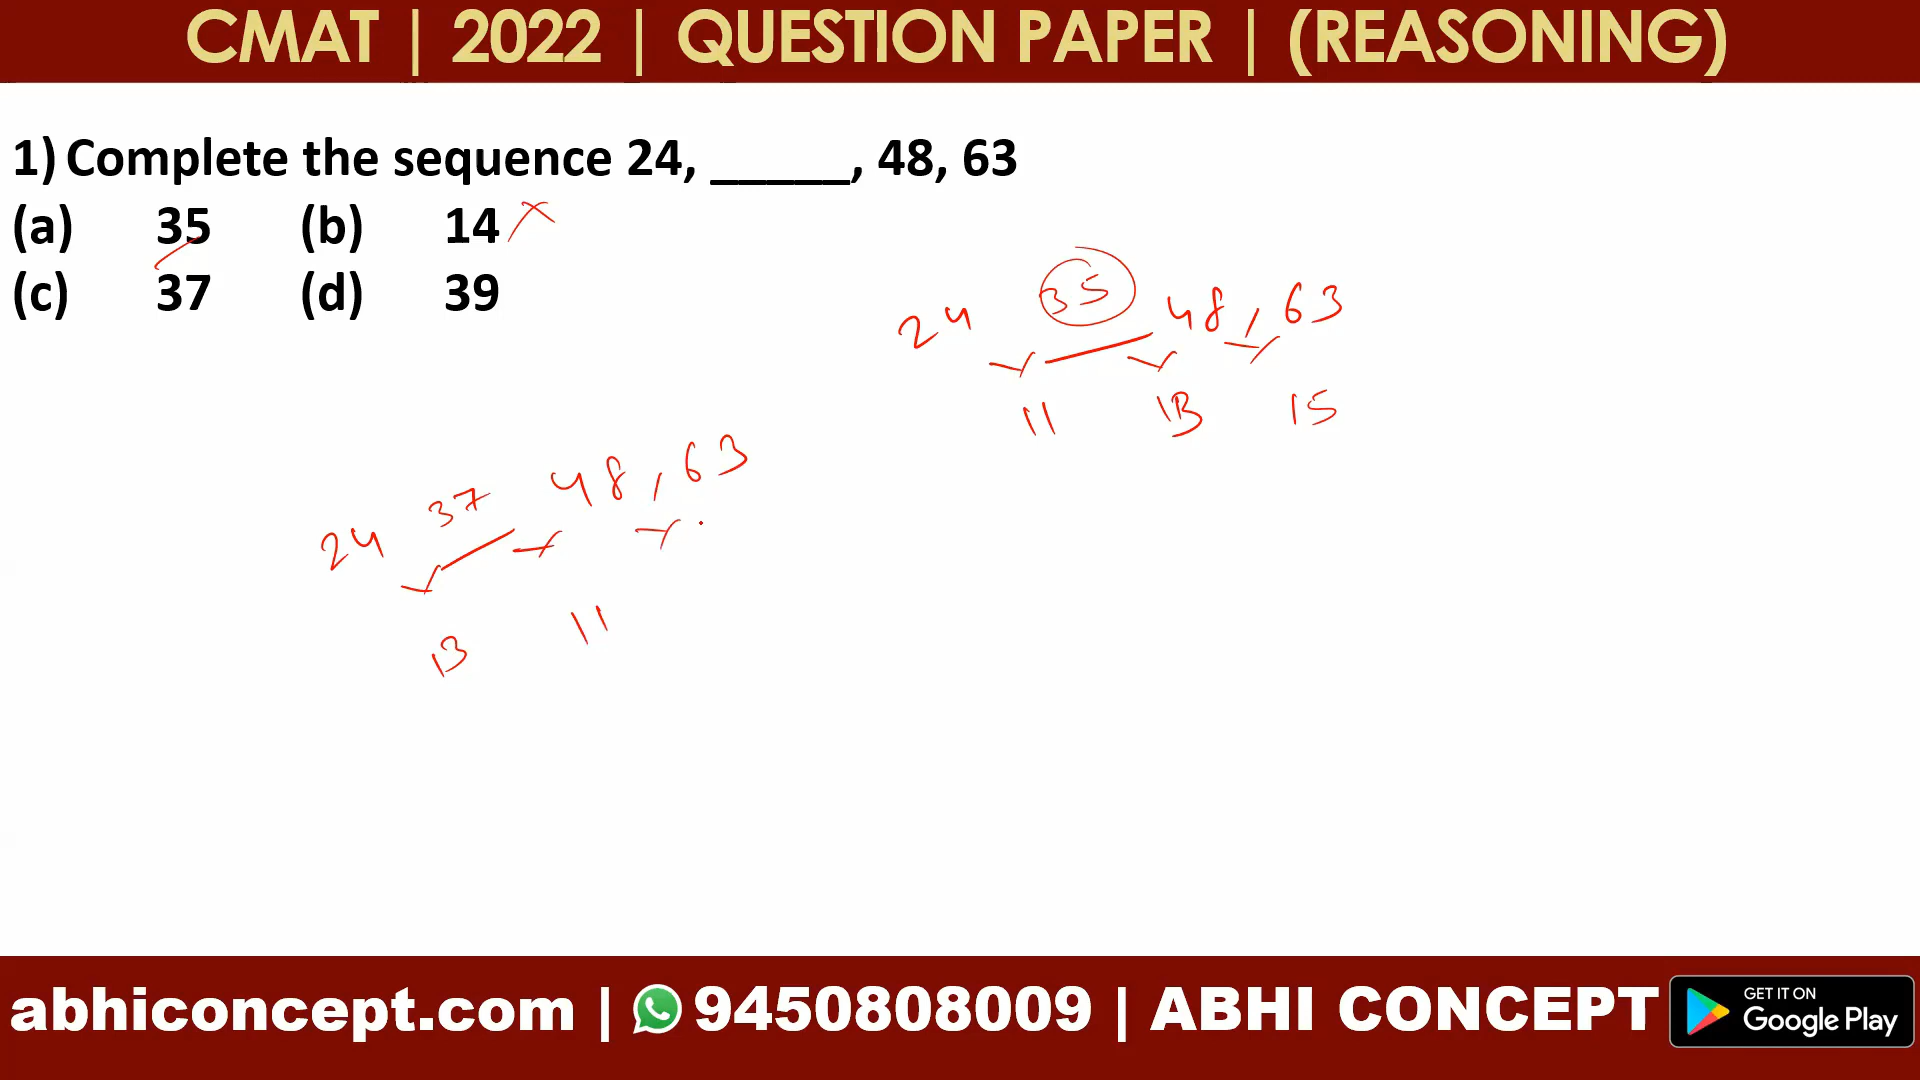 CMAT | 2022 | QUESTION PAPER | (REASONING)
1) Complete the sequence 24, _____, 48, 63
(a) 35 (b) 14
(c) 37 (d) 39
24 35 48, 63
11 13 15
24 37 48, 63
13 11
abhiconcept.com | 9450808009 | ABHI CONCEPT
GET IT ON
Google Play